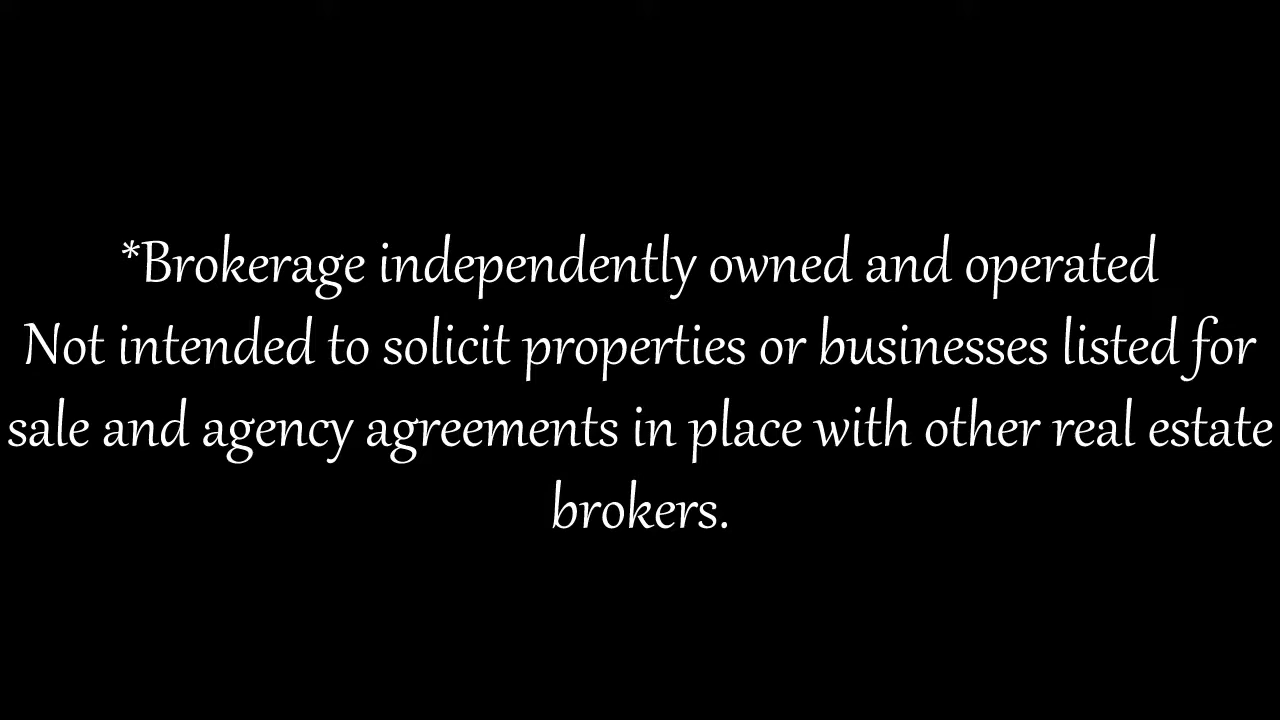 *Brokerage independently owned and operated
Not intended to solicit properties or businesses listed for
sale and agency agreements in place with other real estate
brokers.